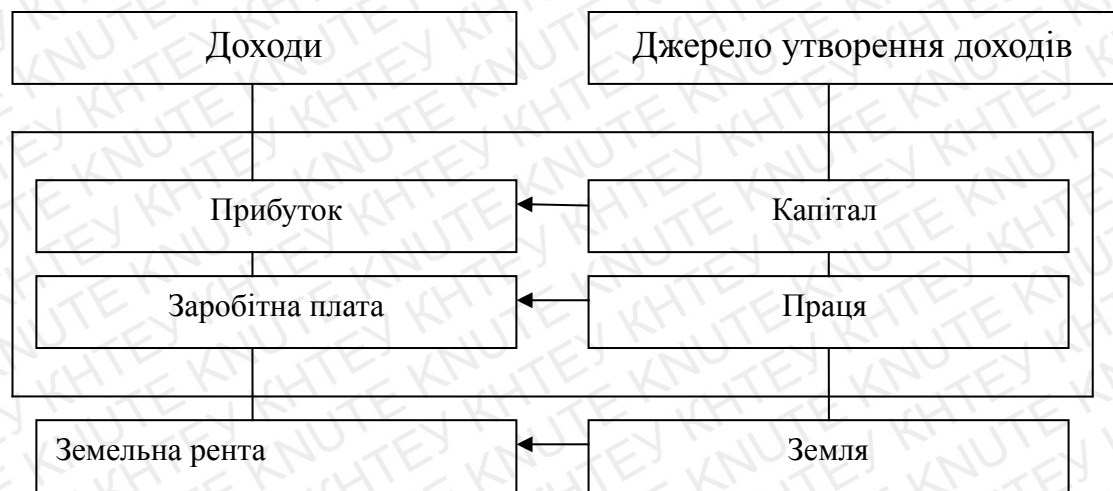 Доходи
Джерело утворення доходів
Прибуток
Капітал
Заробітна плата
Праця
Земельна рента
Земля